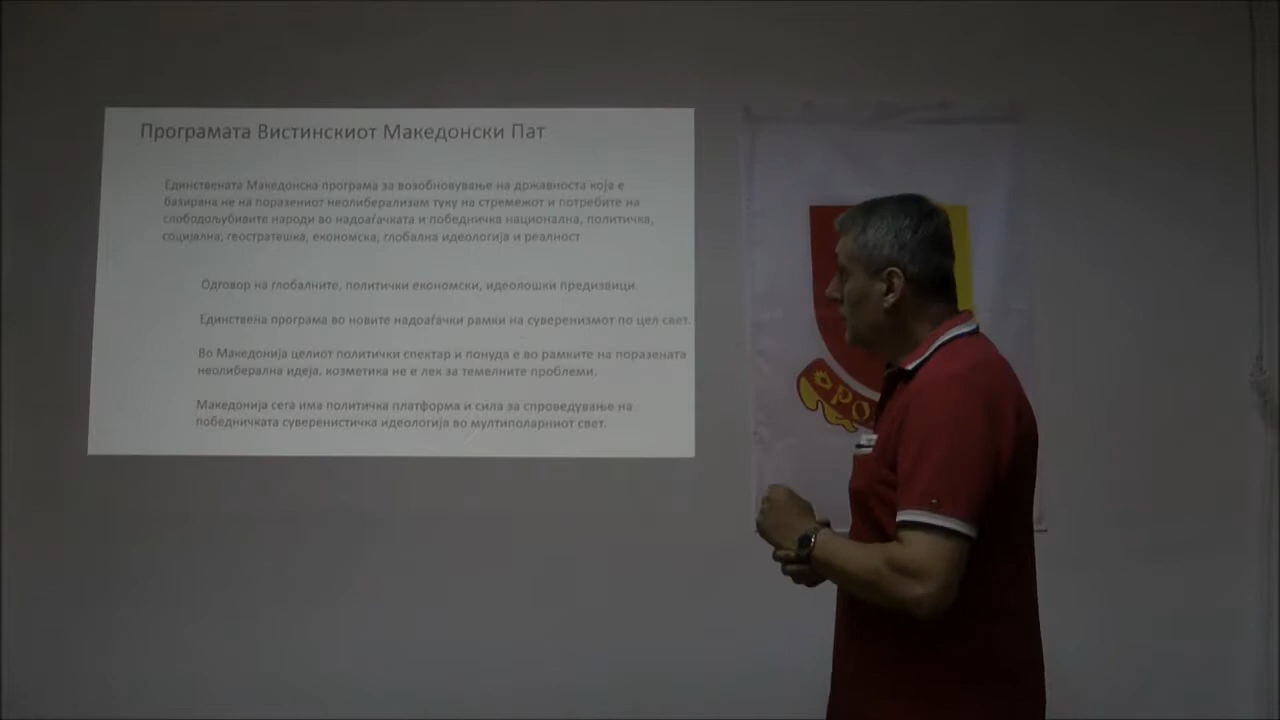 Програмата Вистинскиот Македонски Пат
Единствената Македонска програма за возобновување на државноста која е
базирана не на поразениот неолиберализам туку на стремежот и потребите на
слободољубивите народи во надоаѓачката и победничка национална, политичка,
социјална, геостратешка, економска, глобална идеологија и реалност
Одговор на глобалните, политички економски, идеолошки предизвици.
Единствена програма во новите надоаѓачки рамки на суверенизмот по цел свет.
Во Македонија целиот политички спектар и понуда е во рамките на поразената
неолиберална идеја. козметика не е лек за темелните проблеми.
Македонија сега има политичка платформа и сила за спроведување на
победничката суверенистичка идеологија во мултиполарниот свет.